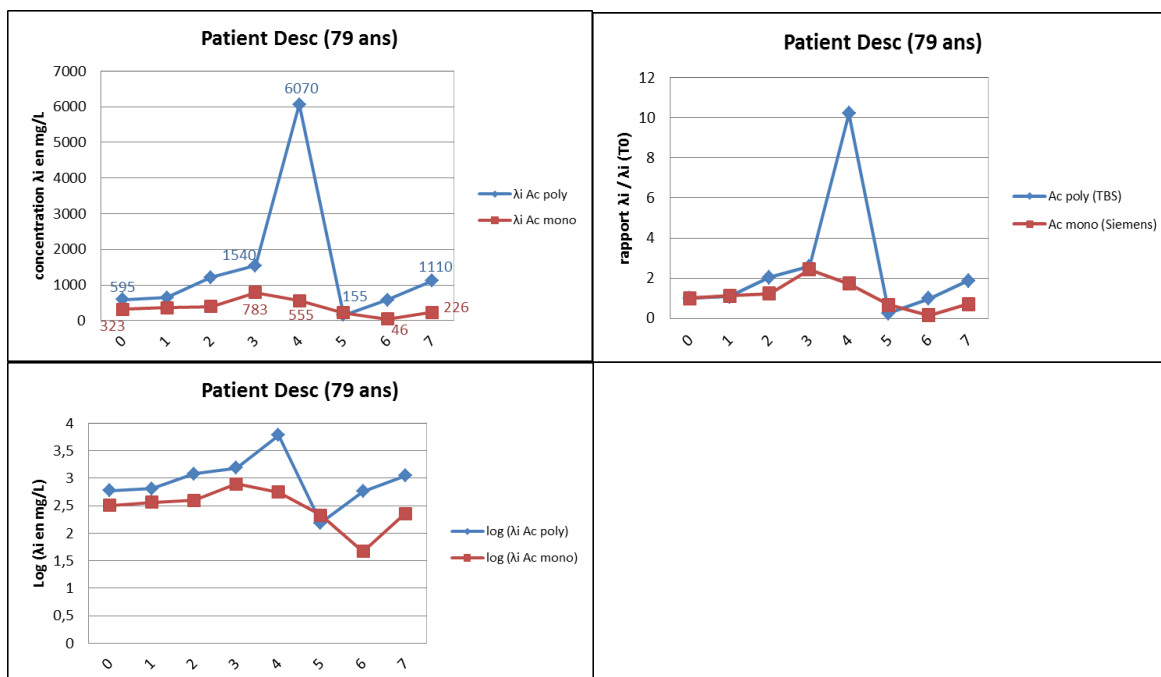 Patient Desc (79 ans)
concentration λi en mg/L
7000
6000
5000
4000
3000
2000
1000
0
595
1540
6070
155
1110
323
783
555
46
226
0 1 2 3 4 5 6 7
λi Ac poly
λi Ac mono
Patient Desc (79 ans)
rapport λi / λi (T0)
12
10
8
6
4
2
0
0 1 2 3 4 5 6 7
Ac poly (TBS)
Ac mono (Siemens)
Patient Desc (79 ans)
Log (λi en mg/L)
4
3,5
3
2,5
2
1,5
1
0,5
0
0 1 2 3 4 5 6 7
log (λi Ac poly)
log (λi Ac mono)